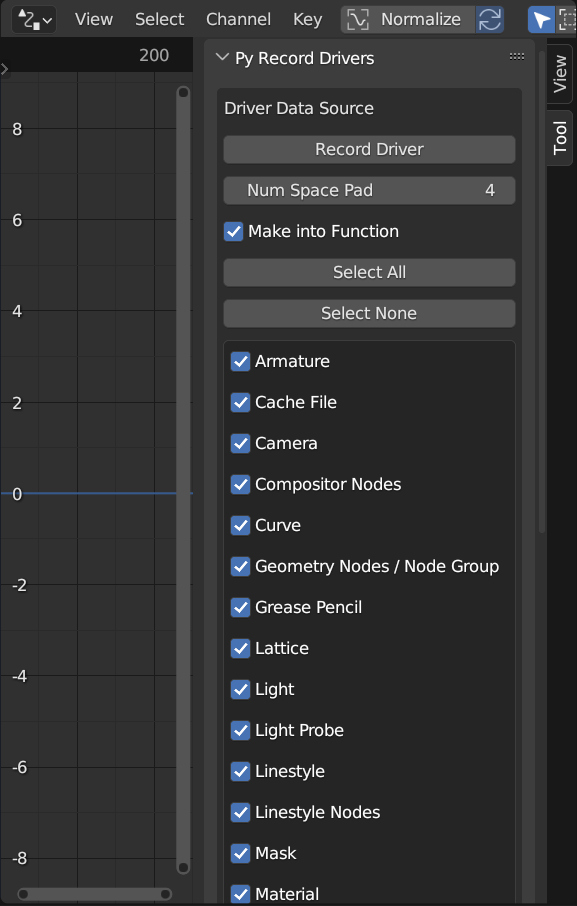 View Select Channel Key Normalize
200
Py Record Drivers
View
Tool
Driver Data Source
Record Driver
Num Space Pad 4
Make into Function
Select All
Select None
Armature
Cache File
Camera
Compositor Nodes
Curve
Geometry Nodes / Node Group
Grease Pencil
Lattice
Light
Light Probe
Linestyle
Linestyle Nodes
Mask
Material
8
6
4
2
0
-2
-4
-6
-8